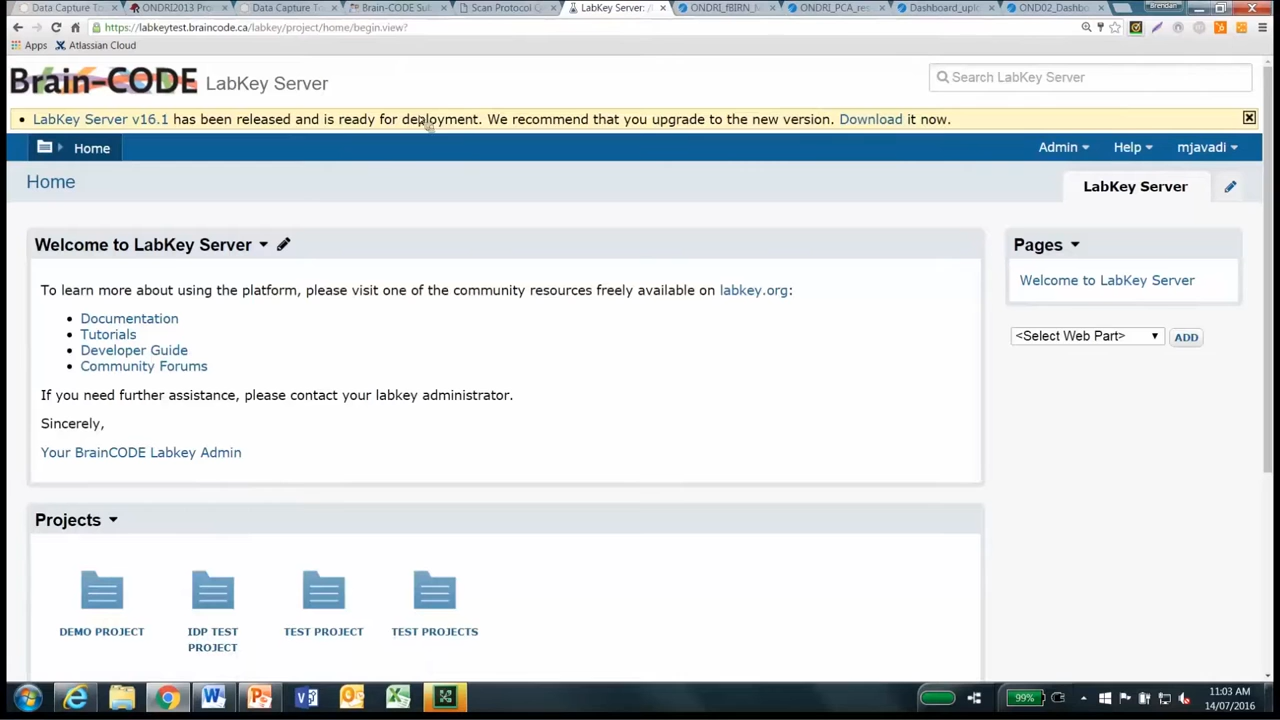 Data Capture To
ONDRI2013 Pro
Data Capture To
Brain-CODE Sub
Scan Protocol Q
LabKey Server: /
ONDRI_fBIRN_
ONDRI_PCA_res
Dashboard_uplo
OND02_Dashbo
Brendan
https://labkeytest.braincode.ca/labkey/project/home/begin.view?
Apps Atlassian Cloud
Brain-CODE LabKey Server
Search LabKey Server
• LabKey Server v16.1 has been released and is ready for deployment. We recommend that you upgrade to the new version. Download it now.
Home
Admin Help mjavadi
Home
LabKey Server
Welcome to LabKey Server
To learn more about using the platform, please visit one of the community resources freely available on labkey.org:
• Documentation
• Tutorials
• Developer Guide
• Community Forums
If you need further assistance, please contact your labkey administrator.
Sincerely,
Your BrainCODE Labkey Admin
Pages
Welcome to LabKey Server
<Select Web Part> ADD
Projects
DEMO PROJECT
IDP TEST
PROJECT
TEST PROJECT
TEST PROJECTS
99%
11:03 AM
14/07/2016